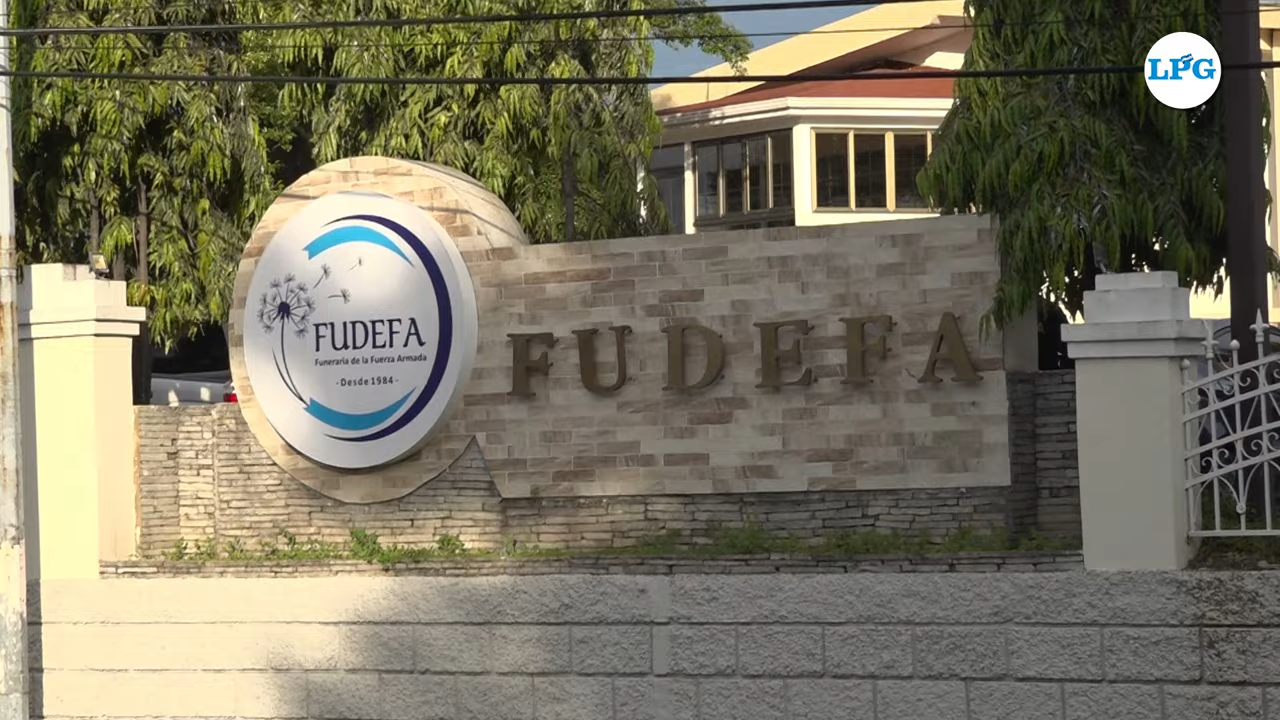 LPG
FUDEFA
Funeraria de la Fuerza Armada
- Desde 1984 -
FUDEFA